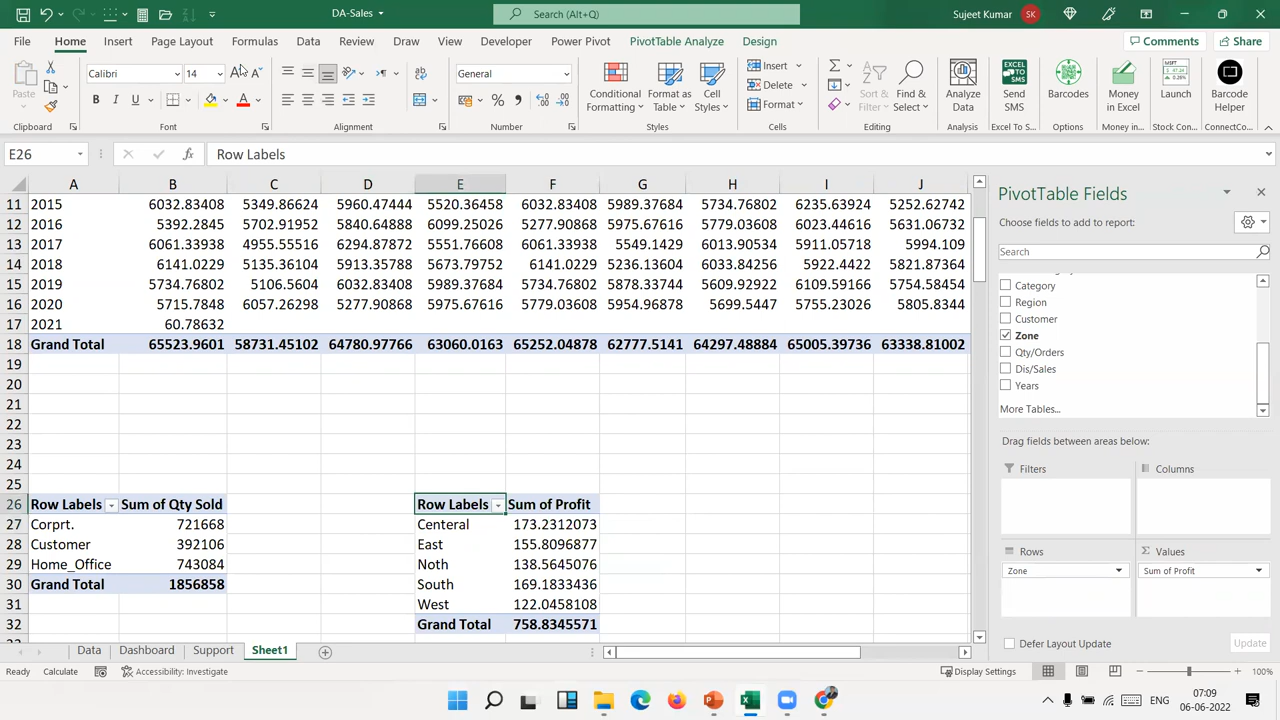 DA-Sales
Search (Alt+Q)
Sujeet Kumar SK
File Home Insert Page Layout Formulas Data Review View Draw Developer Power Pivot PivotTable Analyze Design Comments Share
Calibri 14 General
Paste Conditional Formatting Format as Table Cell Styles Insert Delete Format Sort & Filter Find & Select Analyze Data Send SMS Barcodes Money in Excel Launch Barcode Helper
Clipboard Font Alignment Number Styles Cells Editing Analysis Excel To S... Options Money in... Stock Con... ConnectCo...
E26 fx Row Labels
A B C D E F G H I J
11 2015 6032.83408 5349.86624 5960.47444 5520.36458 6032.83408 5989.37684 5734.76802 6235.63924 5252.62742
12 2016 5392.2845 5702.91952 5840.64888 6099.25026 5277.90868 5975.67616 5779.03608 6023.44616 5631.06732
13 2017 6061.33938 4955.55516 6294.87872 5551.76608 6061.33938 5549.1429 6013.90534 5911.05718 5994.109
14 2018 6141.0229 5135.36104 5913.35788 5673.79752 6141.0229 5236.13604 6033.84256 5922.4422 5821.87364
15 2019 5734.76802 5106.5604 6032.83408 5989.37684 5734.76802 5878.33744 5609.92922 6109.59166 5754.58454
16 2020 5715.7848 6057.26298 5277.90868 5975.67616 5779.03608 5954.96878 5699.5447 5755.23026 5805.8344
17 2021 60.78632
18 Grand Total 65523.9601 58731.45102 64780.97766 63060.0163 65252.04878 62777.5141 64297.48884 65005.39736 63338.81002
19
20
21
22
23
24
25
26 Row Labels Sum of Qty Sold Row Labels Sum of Profit
27 Corprt. 721668 Centeral 173.2312073
28 Customer 392106 East 155.8096877
29 Home_Office 743084 Noth 138.5645076
30 Grand Total 1856858 South 169.1833436
31 West 122.0458108
32 Grand Total 758.8345571
PivotTable Fields
Choose fields to add to report:
Search
Category
Region
Customer
Zone
Qty/Orders
Dis/Sales
Years
More Tables...
Drag fields between areas below:
Filters Columns
Rows Values
Zone Sum of Profit
Defer Layout Update Update
Data Dashboard Support Sheet1
Ready Calculate Accessibility: Investigate Display Settings 100%
ENG 07:09
06-06-2022